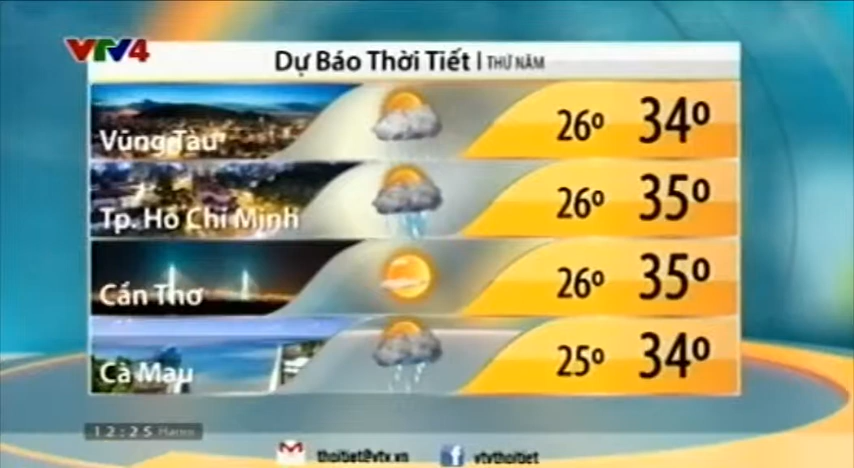 VTV4
Dự Báo Thời Tiết | THỨ NĂM
Vũng Tàu 26º 34º
Tp. Hồ Chí Minh 26º 35º
Cần Thơ 26º 35º
Cà Mau 25º 34º
12:25 Hanoi
thoitiet@vtv.vn vtvthoitiet